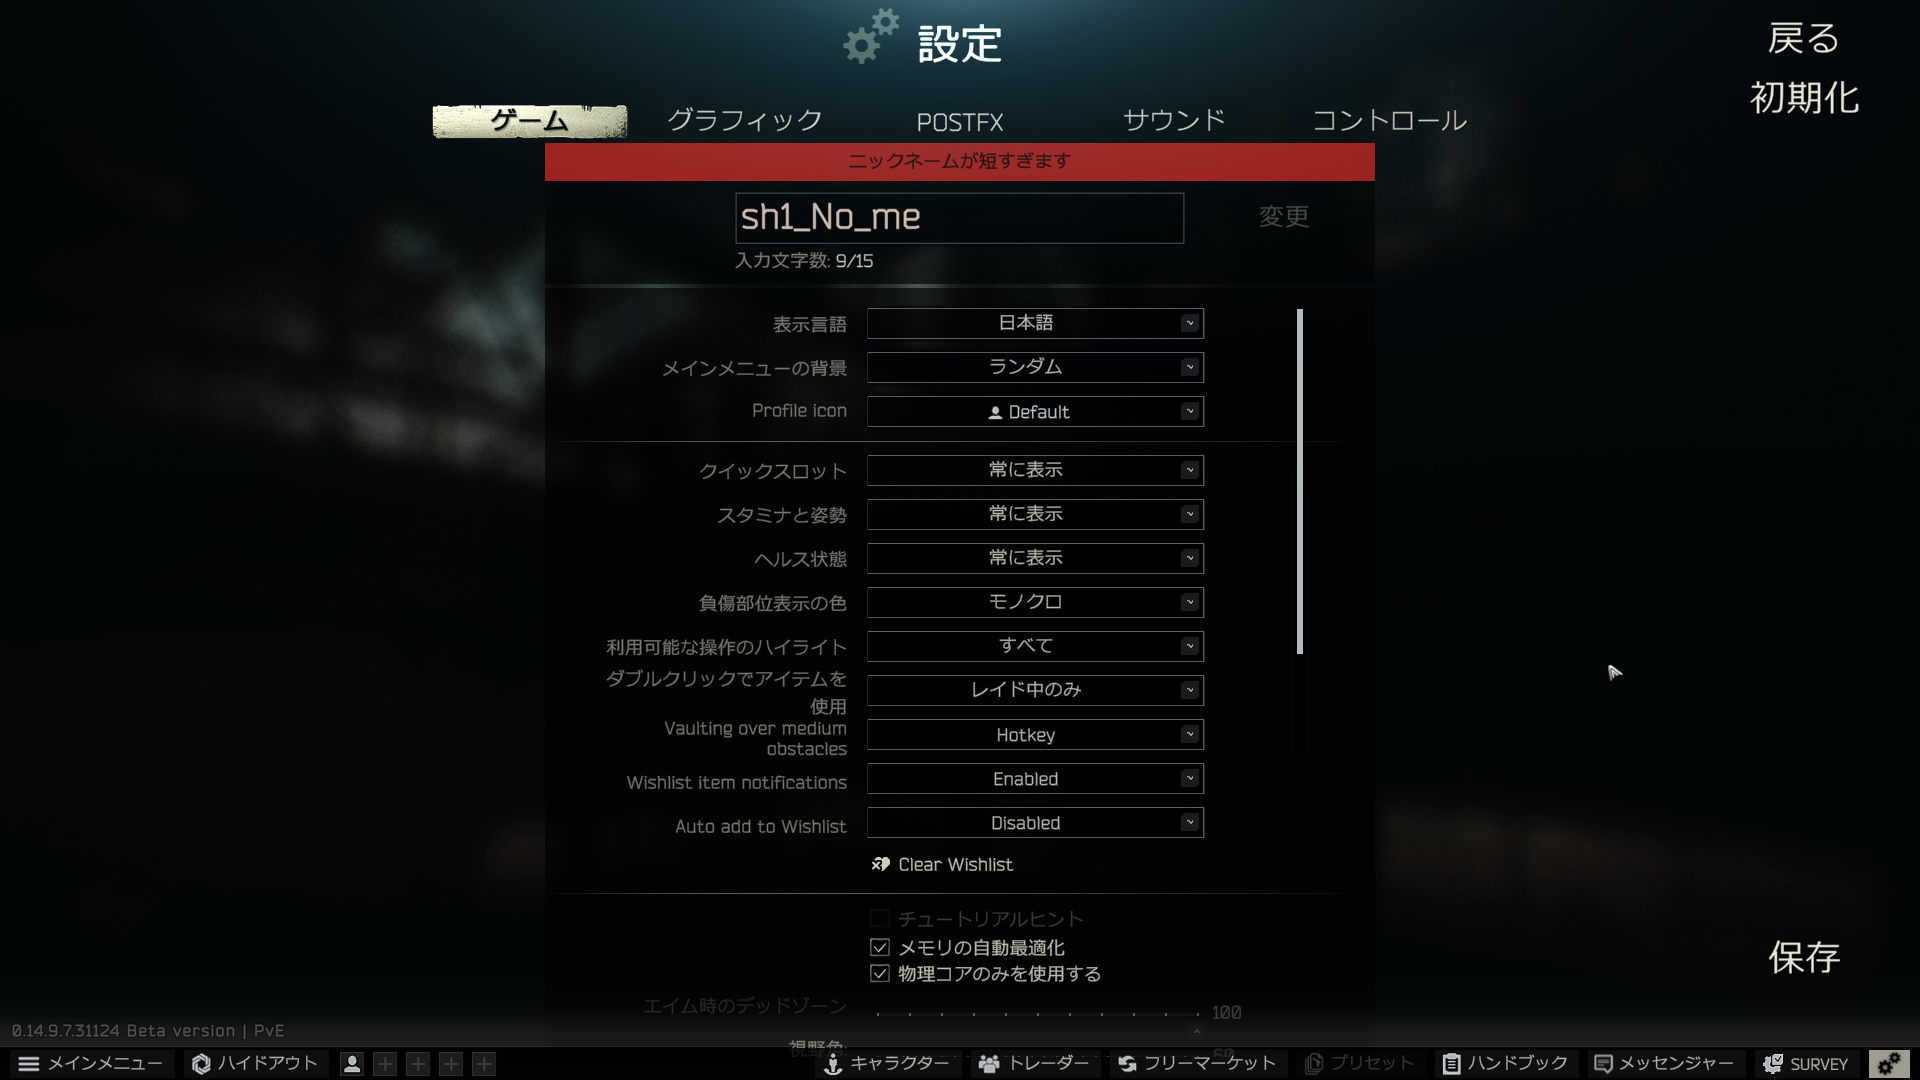 設定
戻る
初期化
ゲーム
グラフィック
POSTFX
サウンド
コントロール
ニックネームが短すぎます
sh1_No_me
変更
入力文字数: 9/15
表示言語
日本語
メインメニューの背景
ランダム
Profile icon
Default
クイックスロット
常に表示
スタミナと姿勢
常に表示
ヘルス状態
常に表示
負傷部位表示の色
モノクロ
利用可能な操作のハイライト
すべて
ダブルクリックでアイテムを
使用
レイド中のみ
Vaulting over medium
obstacles
Hotkey
Wishlist item notifications
Enabled
Auto add to Wishlist
Disabled
Clear Wishlist
チュートリアルヒント
メモリの自動最適化
物理コアのみを使用する
保存
エイム時のデッドゾーン
100
0.14.9.7.31124 Beta version | PvE
視野角:
60
メインメニュー
ハイドアウト
キャラクター
トレーダー
フリーマーケット
プリセット
ハンドブック
メッセンジャー
SURVEY